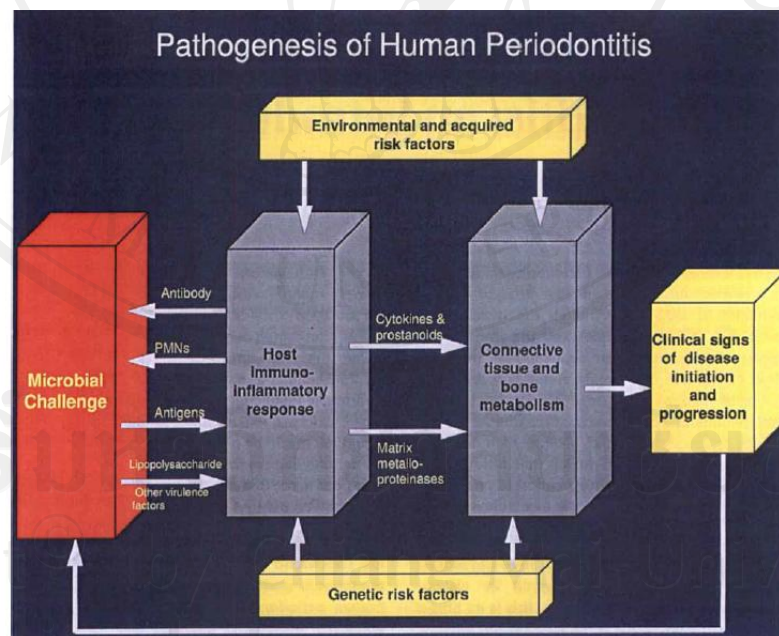 Pathogenesis of Human Periodontitis
Environmental and acquired
risk factors
Antibody
PMNs
Microbial
Challenge
Antigens
Lipopolysaccharide
Other virulence
factors
Host
immuno-
inflammatory
response
Cytokines &
prostanoids
Matrix
metallo-
proteinases
Connective
tissue and
bone
metabolism
Clinical signs
of disease
initiation
and
progression
Genetic risk factors